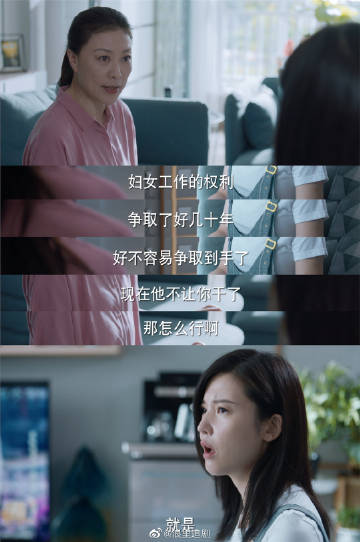 妇女工作的权利
争取了好几十年
好不容易争取到手了
现在他不让你干了
那怎么行啊
就是